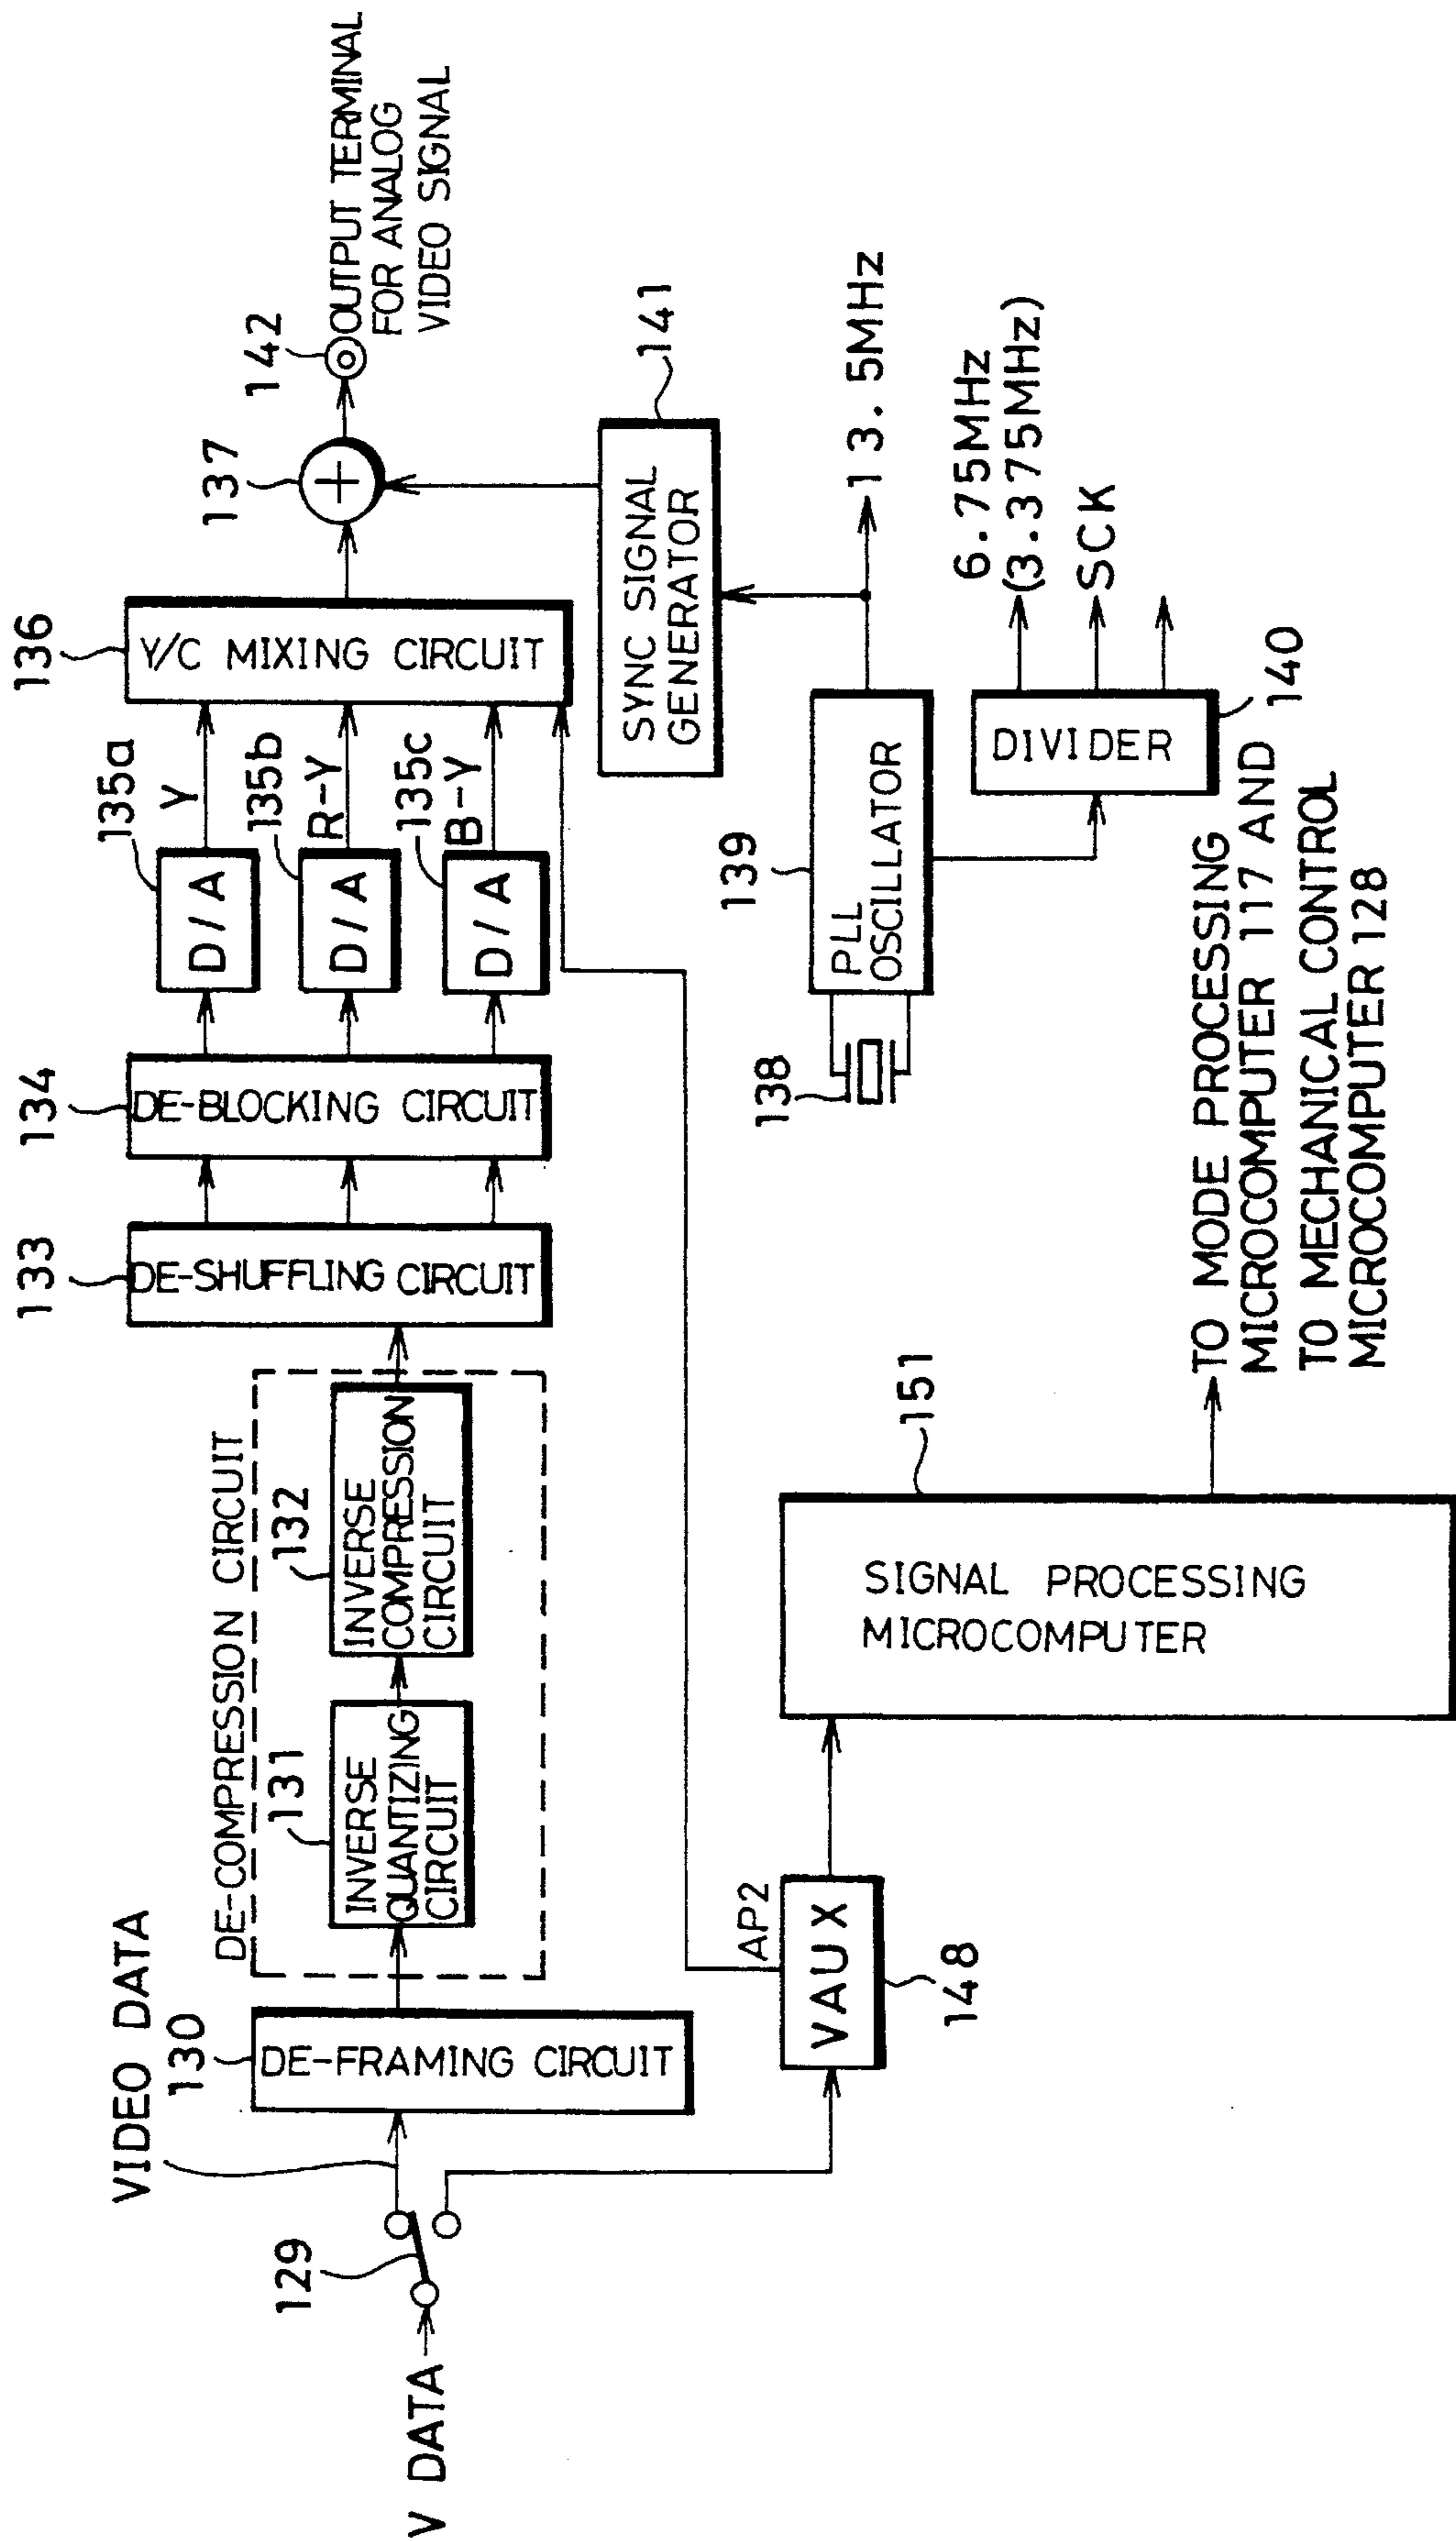 V DATA
129
VIDEO DATA
130
DE-FRAMING CIRCUIT
DE-COMPRESSION CIRCUIT
131
INVERSE
QUANTIZING
CIRCUIT
132
INVERSE
COMPRESSION
CIRCUIT
133
DE-SHUFFLING CIRCUIT
134
DE-BLOCKING CIRCUIT
135a
D/A
Y
135b
D/A
R-Y
135c
D/A
B-Y
136
Y/C MIXING CIRCUIT
137
+
142
OUTPUT TERMINAL
FOR ANALOG
VIDEO SIGNAL
141
SYNC SIGNAL
GENERATOR
138
139
PLL
OSCILLATOR
13.5MHz
6.75MHz
(3.375MHz)
SCK
DIVIDER
140
AP2
VAUX
148
151
SIGNAL PROCESSING
MICROCOMPUTER
TO MODE PROCESSING
MICROCOMPUTER 117 AND
TO MECHANICAL CONTROL
MICROCOMPUTER 128